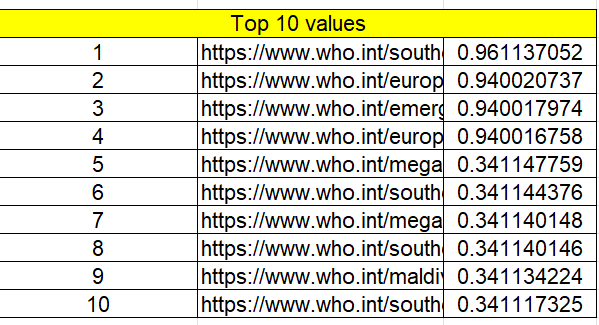 Top 10 values
1 https://www.who.int/southe 0.961137052
2 https://www.who.int/europ 0.940020737
3 https://www.who.int/emerg 0.940017974
4 https://www.who.int/europ 0.940016758
5 https://www.who.int/mega 0.341147759
6 https://www.who.int/southe 0.341144376
7 https://www.who.int/mega 0.341140148
8 https://www.who.int/southe 0.341140146
9 https://www.who.int/maldiv 0.341134224
10 https://www.who.int/southe 0.341117325